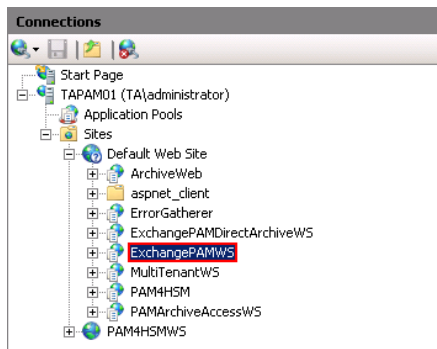 Connections
Start Page
TAPAM01 (TA\administrator)
Application Pools
Sites
Default Web Site
ArchiveWeb
aspnet_client
ErrorGatherer
ExchangePAMDirectArchiveWS
ExchangePAMWS
MultiTenantWS
PAM4HSM
PAMArchiveAccessWS
PAM4HSMWS